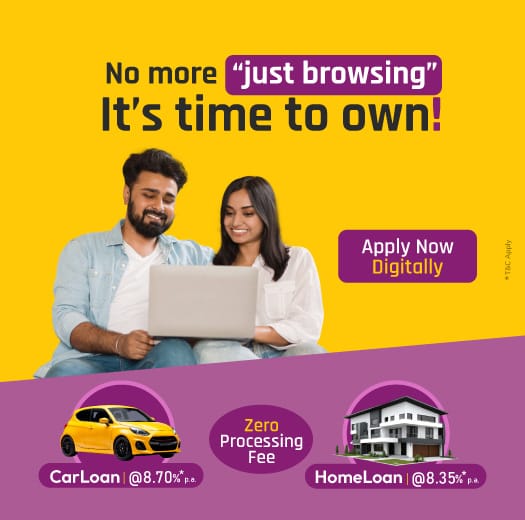 No more “just browsing”
It’s time to own!
Apply Now
Digitally
*T&C Apply
Zero
Processing
Fee
CarLoan | @8.70%* p.a.
HomeLoan | @8.35%* p.a.